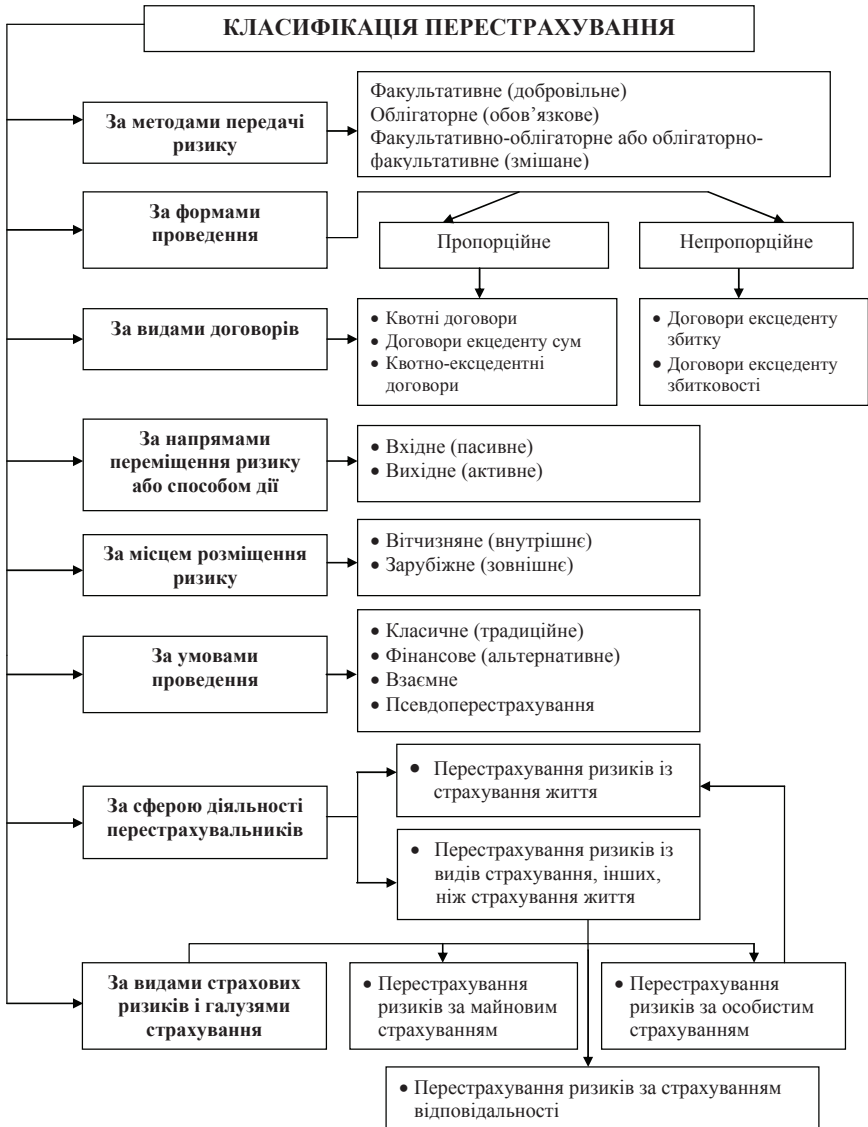 КЛАСИФІКАЦІЯ ПЕРЕСТРАХУВАННЯ
За методами передачі
ризику
Факультативне (добровільне)
Облігаторне (обов’язкове)
Факультативно-облігаторне або облігаторно-
факультативне (змішане)
За формами
проведення
Пропорційне
Непропорційне
За видами договорів
• Квотні договори
• Договори екцеденту сум
• Квотно-ексцедентні
договори
• Договори ексцеденту
збитку
• Договори ексцеденту
збитковості
За напрямами
переміщення ризику
або способом дії
• Вхідне (пасивне)
• Вихідне (активне)
За місцем розміщення
ризику
• Вітчизняне (внутрішнє)
• Зарубіжне (зовнішнє)
За умовами
проведення
• Класичне (традиційне)
• Фінансове (альтернативне)
• Взаємне
• Псевдоперестрахування
За сферою діяльності
перестрахувальників
• Перестрахування ризиків із
страхування життя
• Перестрахування ризиків із
видів страхування, інших,
ніж страхування життя
За видами страхових
ризиків і галузями
страхування
• Перестрахування
ризиків за майновим
страхуванням
• Перестрахування
ризиків за особистим
страхуванням
• Перестрахування ризиків за страхуванням
відповідальності